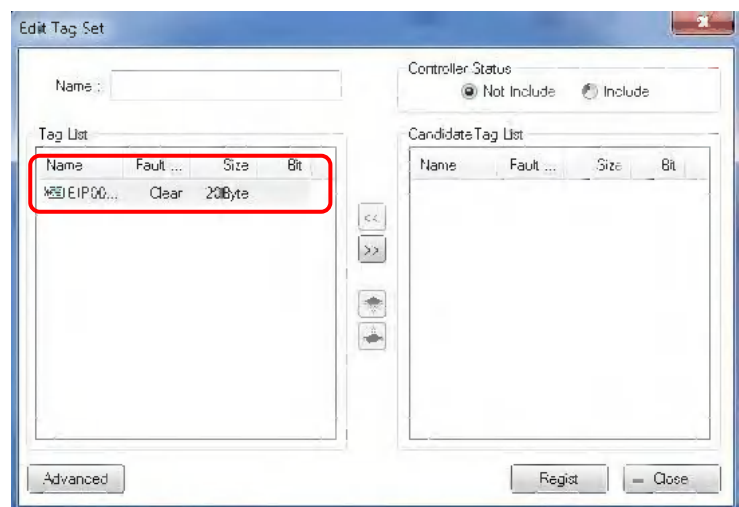 Edit Tag Set
Name :
Controller Status
Not Include
Include
Tag List
Name Fault ... Size Bit
EIP00... Clear 20Byte
Candidate Tag List
Name Fault ... Size Bit
<<
>>
Advanced
Regist
Close